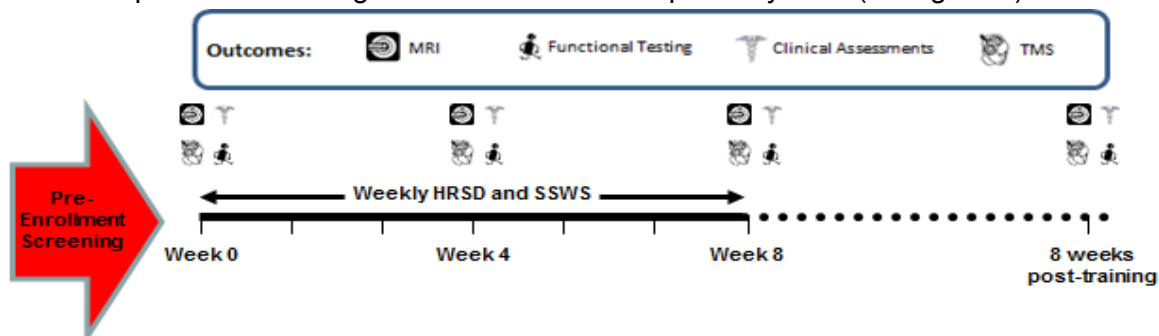 Outcomes: MRI Functional Testing Clinical Assessments TMS
Pre-
Enrollment
Screening
Weekly HRSD and SSWS
Week 0 Week 4 Week 8 8 weeks
post-training